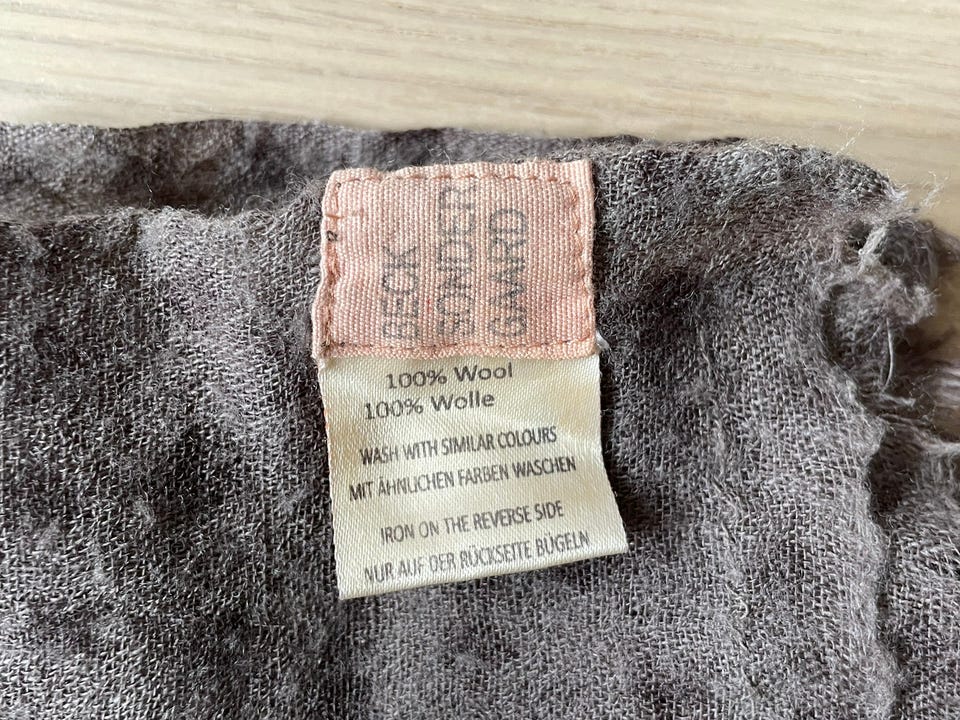 BECK
SONDER
GAARD
100% Wool
100% Wolle
WASH WITH SIMILAR COLOURS
MIT ÄHNLICHEN FARBEN WASCHEN
IRON ON THE REVERSE SIDE
NUR AUF DER RÜCKSEITE BÜGELN